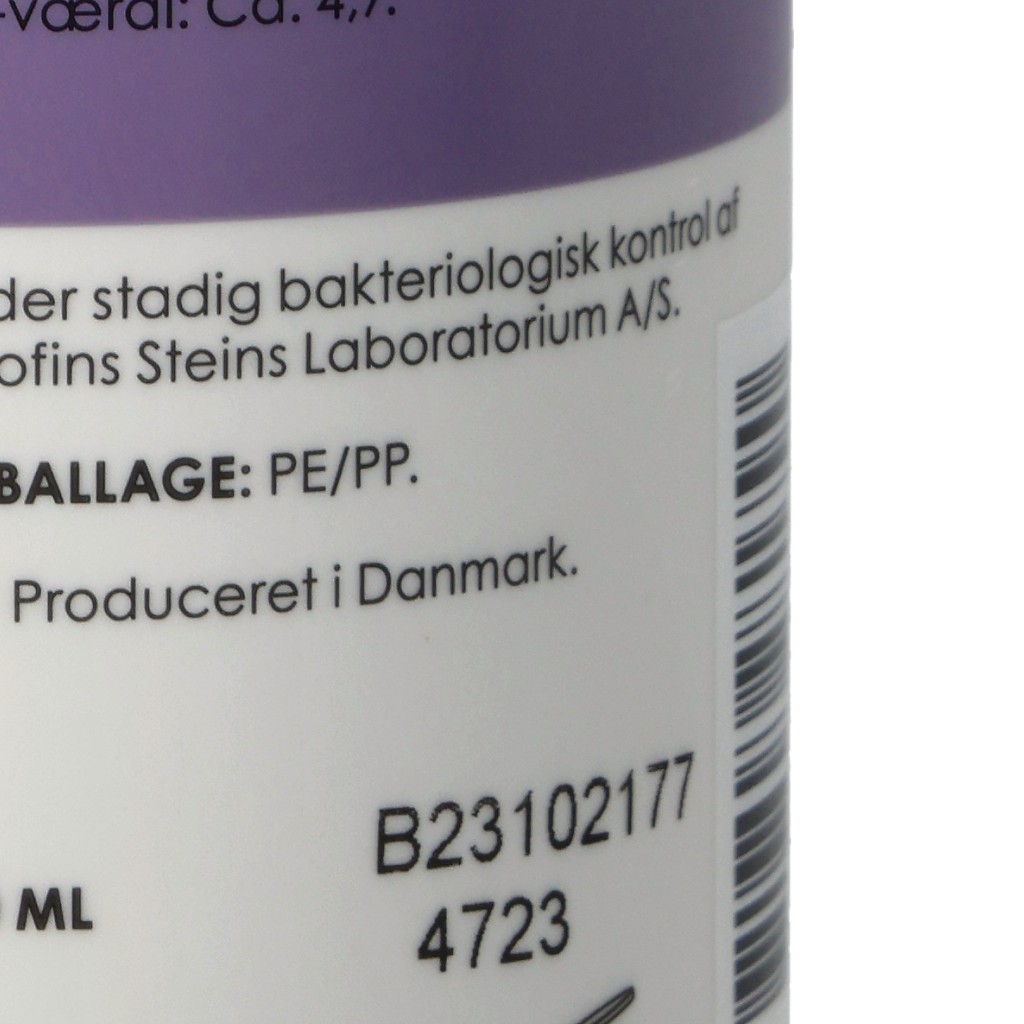 -værdi: Ca. 4,7.
der stadig bakteriologisk kontrol af
ofins Steins Laboratorium A/S.
BALLAGE: PE/PP.
Produceret i Danmark.
B23102177
ML
4723